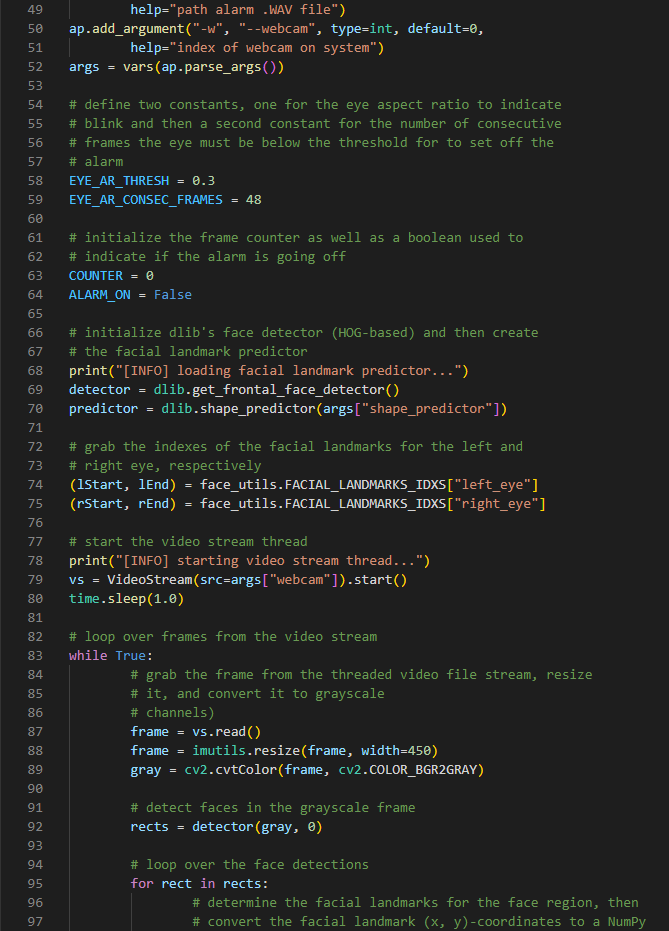 49 help="path alarm .WAV file")
50 ap.add_argument("-w", "--webcam", type=int, default=0,
51 help="index of webcam on system")
52 args = vars(ap.parse_args())
53
54 # define two constants, one for the eye aspect ratio to indicate
55 # blink and then a second constant for the number of consecutive
56 # frames the eye must be below the threshold for to set off the
57 # alarm
58 EYE_AR_THRESH = 0.3
59 EYE_AR_CONSEC_FRAMES = 48
60
61 # initialize the frame counter as well as a boolean used to
62 # indicate if the alarm is going off
63 COUNTER = 0
64 ALARM_ON = False
65
66 # initialize dlib's face detector (HOG-based) and then create
67 # the facial landmark predictor
68 print("[INFO] loading facial landmark predictor...")
69 detector = dlib.get_frontal_face_detector()
70 predictor = dlib.shape_predictor(args["shape_predictor"])
71
72 # grab the indexes of the facial landmarks for the left and
73 # right eye, respectively
74 (lStart, lEnd) = face_utils.FACIAL_LANDMARKS_IDXS["left_eye"]
75 (rStart, rEnd) = face_utils.FACIAL_LANDMARKS_IDXS["right_eye"]
76
77 # start the video stream thread
78 print("[INFO] starting video stream thread...")
79 vs = VideoStream(src=args["webcam"]).start()
80 time.sleep(1.0)
81
82 # loop over frames from the video stream
83 while True:
84 # grab the frame from the threaded video file stream, resize
85 # it, and convert it to grayscale
86 # channels)
87 frame = vs.read()
88 frame = imutils.resize(frame, width=450)
89 gray = cv2.cvtColor(frame, cv2.COLOR_BGR2GRAY)
90
91 # detect faces in the grayscale frame
92 rects = detector(gray, 0)
93
94 # loop over the face detections
95 for rect in rects:
96 # determine the facial landmarks for the face region, then
97 # convert the facial landmark (x, y)-coordinates to a NumPy